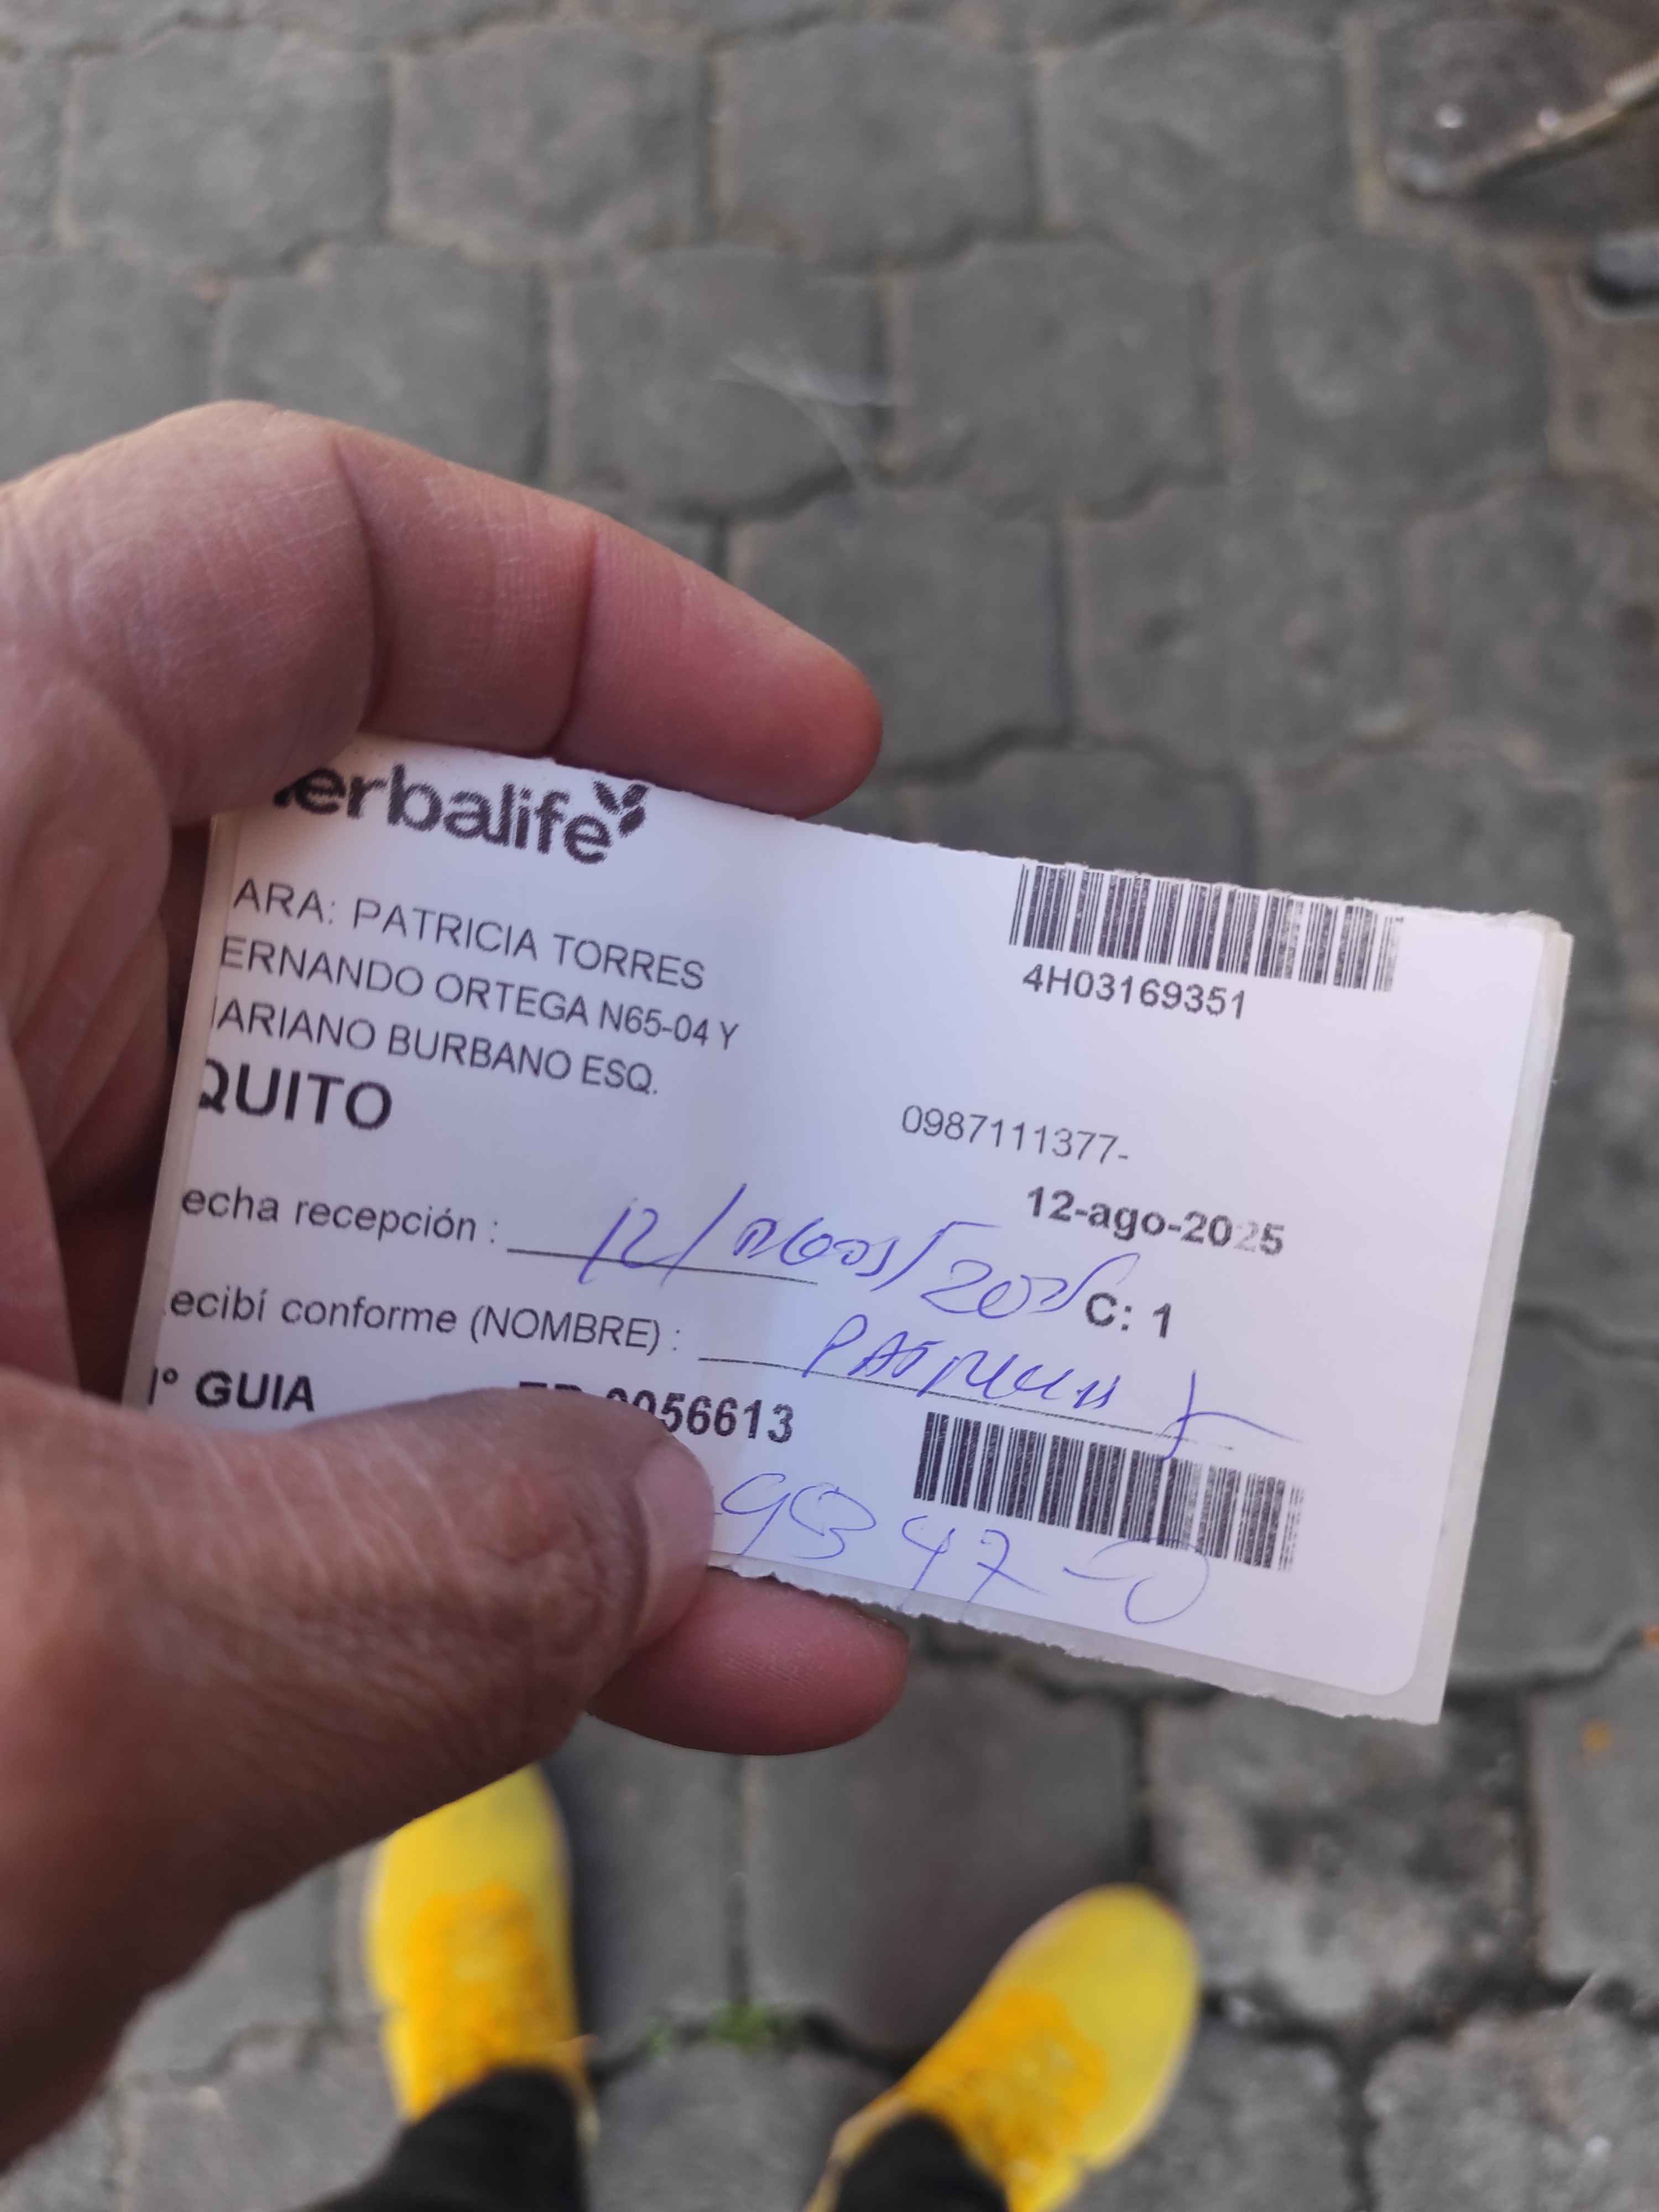 erbalife
ARA: PATRICIA TORRES
4H03169351
ERNANDO ORTEGA N65-04 Y
ARIANO BURBANO ESQ.
QUITO
0987111377-
12-ago-2025
echa recepción :
12/
C: 1
ecibí conforme (NOMBRE) :
° GUIA 056613